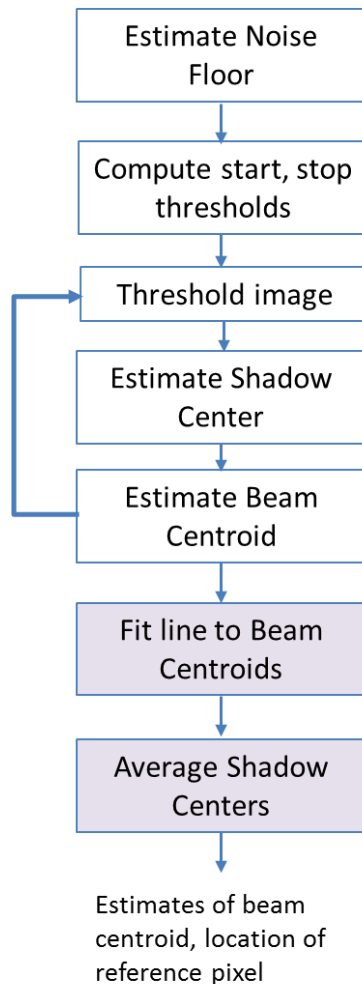 Estimate Noise
Floor
Compute start, stop
thresholds
Threshold image
Estimate Shadow
Center
Estimate Beam
Centroid
Fit line to Beam
Centroids
Average Shadow
Centers
Estimates of beam
centroid, location of
reference pixel